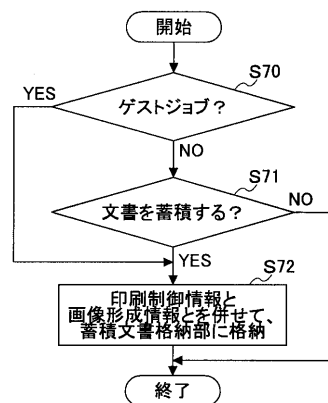 開始
S70
YES
ゲストジョブ？
NO
S71
NO
文書を蓄積する？
YES
S72
印刷制御情報と
画像形成情報とを併せて、
蓄積文書格納部に格納
終了